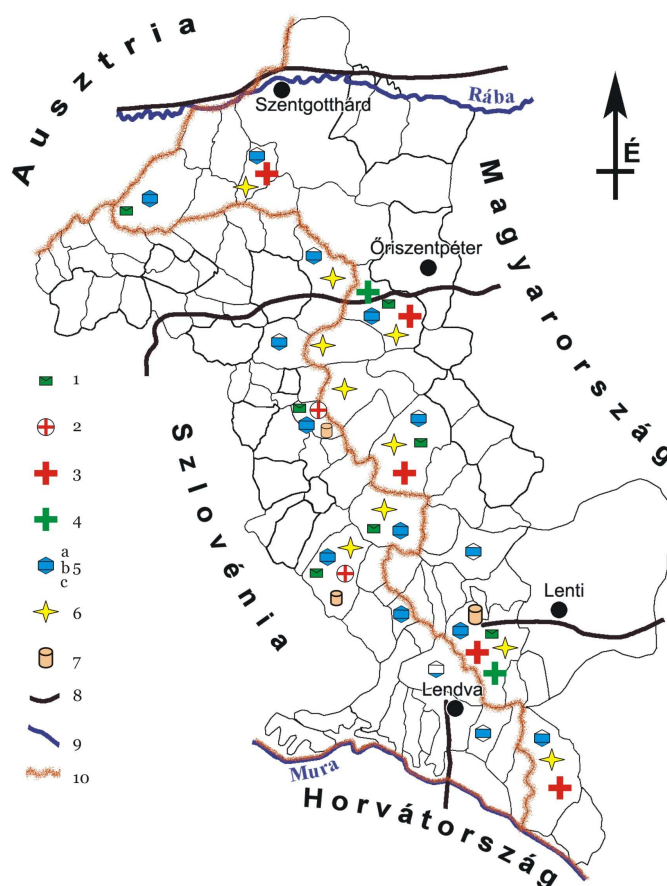 Ausztria
Szentgotthárd
Rába
É
Magyarország
Őriszentpéter
Szlovénia
1
2
3
4
a
b 5
c
6
7
8
9
10
Lenti
Lendva
Mura
Horvátország